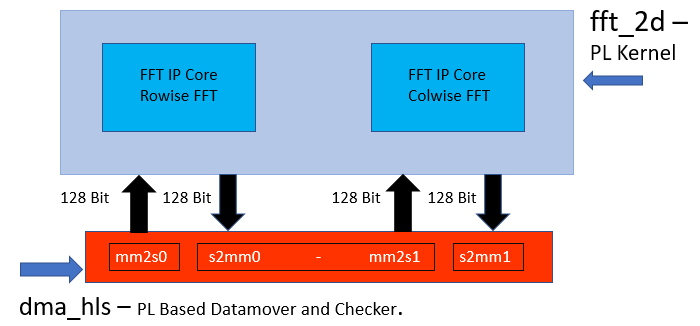 fft_2d –
PL Kernel
FFT IP Core
Rowise FFT
FFT IP Core
Colwise FFT
128 Bit
128 Bit
128 Bit
128 Bit
mm2s0
s2mm0 - mm2s1
s2mm1
dma_hls – PL Based Datamover and Checker.